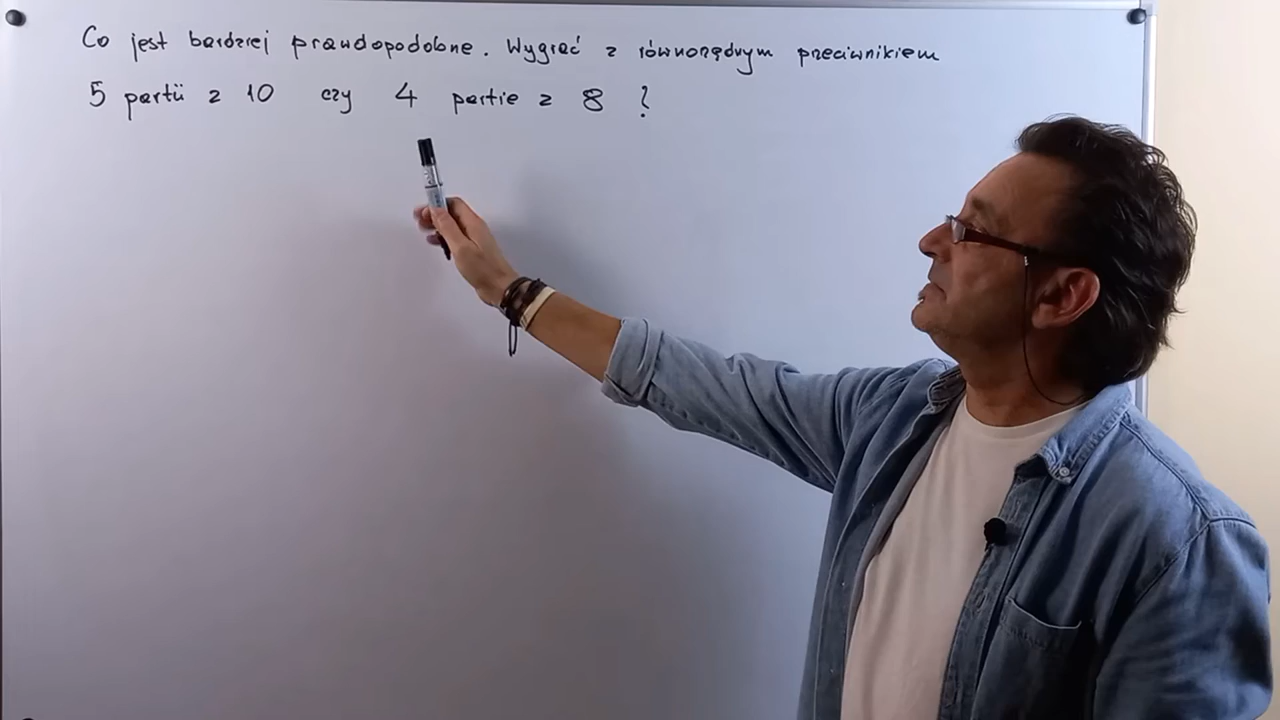 Co jest bardziej prawdopodobne. Wygrać z równorzędnym przeciwnikiem
5 partii z 10 czy 4 partie z 8 ?